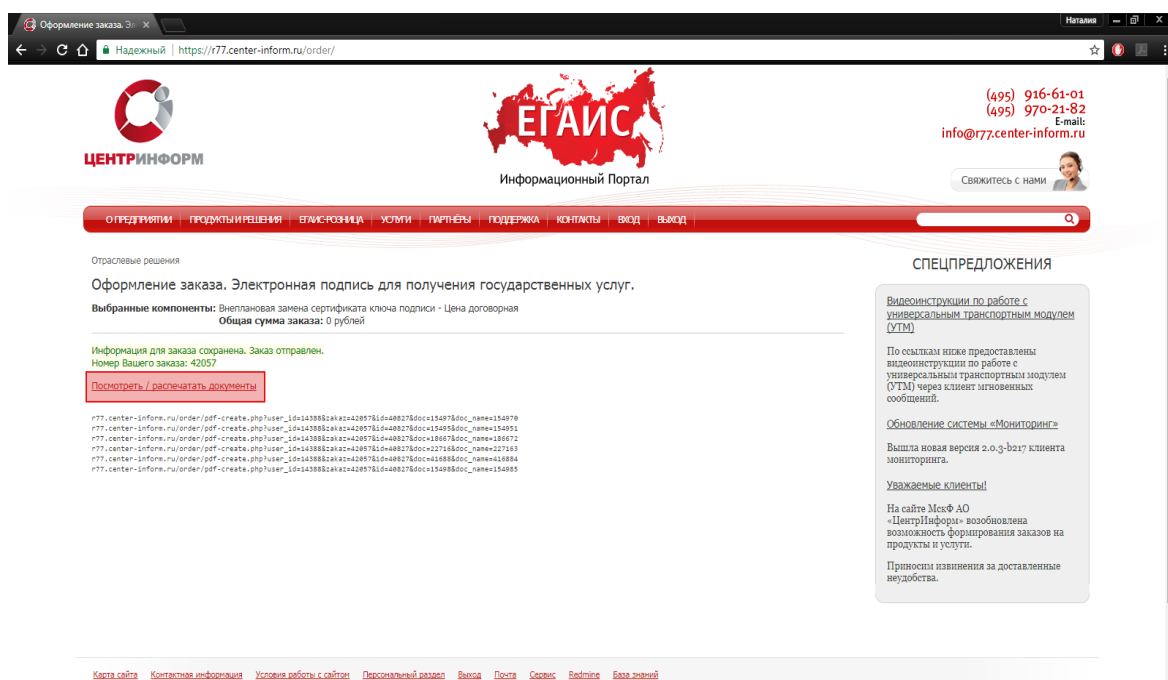 Оформление заказа. Эл
Наталия
Надежный
https://r77.center-inform.ru/order/
ЦЕНТРИНФОРМ
ЕГАИС
Информационный Портал
(495) 916-61-01
(495) 970-21-82
E-mail:
info@r77.center-inform.ru
Свяжитесь с нами
О ПРЕДПРИЯТИИ ПРОДУКТЫ И РЕШЕНИЯ ЕГАИС-РОЗНИЦА УСЛУГИ ПАРТНЁРЫ ПОДДЕРЖКА КОНТАКТЫ ВХОД ВЫХОД
Отраслевые решения
Оформление заказа. Электронная подпись для получения государственных услуг.
Выбранные компоненты: Внеплановая замена сертификата ключа подписи - Цена договорная
Общая сумма заказа: 0 рублей
Информация для заказа сохранена. Заказ отправлен.
Номер Вашего заказа: 42057
Посмотреть / распечатать документы
r77.center-inform.ru/order/pdf-create.php?user_id=14388&zakaz=42057&id=40827&doc=15497&doc_name=154970
r77.center-inform.ru/order/pdf-create.php?user_id=14388&zakaz=42057&id=40827&doc=15495&doc_name=154951
r77.center-inform.ru/order/pdf-create.php?user_id=14388&zakaz=42057&id=40827&doc=18667&doc_name=186672
r77.center-inform.ru/order/pdf-create.php?user_id=14388&zakaz=42057&id=40827&doc=22716&doc_name=227163
r77.center-inform.ru/order/pdf-create.php?user_id=14388&zakaz=42057&id=40827&doc=41688&doc_name=416884
r77.center-inform.ru/order/pdf-create.php?user_id=14388&zakaz=42057&id=40827&doc=15498&doc_name=154985
СПЕЦПРЕДЛОЖЕНИЯ
Видеоинструкции по работе с
универсальным транспортным модулем
(УТМ)
По ссылкам ниже предоставлены
видеоинструкции по работе с
универсальным транспортным модулем
(УТМ) через клиент мгновенных
сообщений.
Обновление системы «Мониторинг»
Вышла новая версия 2.0.3-b217 клиента
мониторинга.
Уважаемые клиенты!
На сайте МскФ АО
«ЦентрИнформ» возобновлена
возможность формирования заказов на
продукты и услуги.
Приносим извинения за доставленные
неудобства.
Карта сайта Контактная информация Условия работы с сайтом Персональный раздел Выход Почта Сервис Redmine База знаний